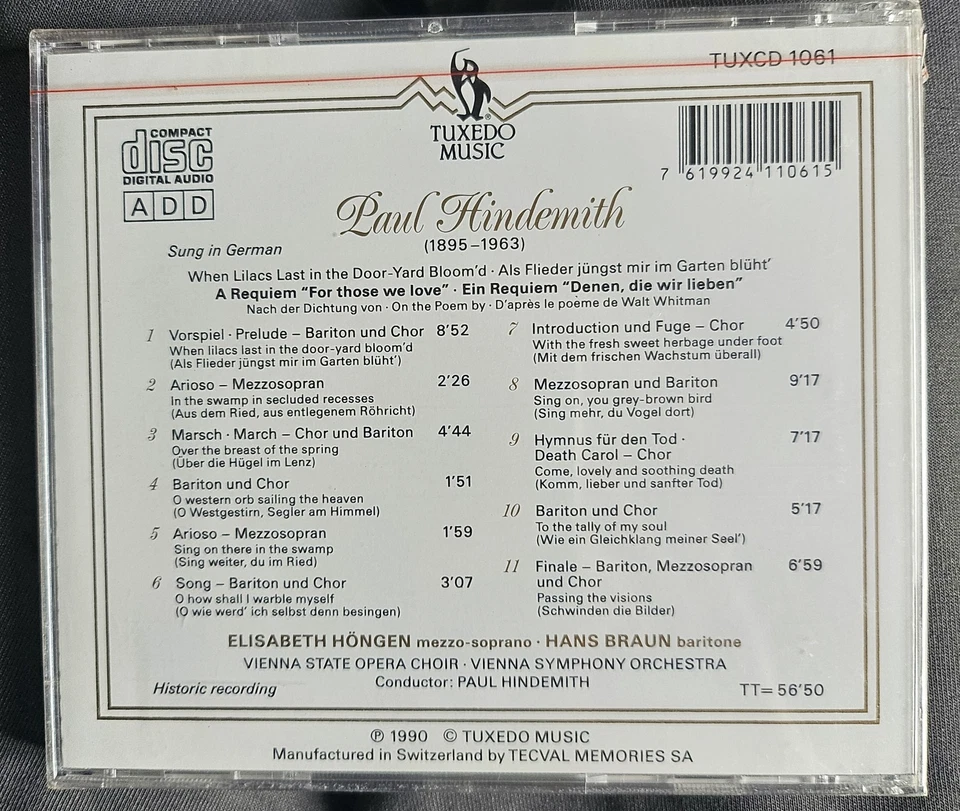 TUXCD 1061
COMPACT
disc
DIGITAL AUDIO
ADD
TUXEDO
MUSIC
®
7 619924 110615
Paul Hindemith
(1895–1963)
Sung in German
When Lilacs Last in the Door-Yard Bloom'd · Als Flieder jüngst mir im Garten blüht'
A Requiem "For those we love" · Ein Requiem "Denen, die wir lieben"
Nach der Dichtung von · On the Poem by · D'après le poème de Walt Whitman
1 Vorspiel · Prelude – Bariton und Chor 8'52
When lilacs last in the door-yard bloom'd
(Als Flieder jüngst mir im Garten blüht')
2 Arioso – Mezzosopran 2'26
In the swamp in secluded recesses
(Aus dem Ried, aus entlegenem Röhricht)
3 Marsch · March – Chor und Bariton 4'44
Over the breast of the spring
(Über die Hügel im Lenz)
4 Bariton und Chor 1'51
O western orb sailing the heaven
(O Westgestirn, Segler am Himmel)
5 Arioso – Mezzosopran 1'59
Sing on there in the swamp
(Sing weiter, du im Ried)
6 Song – Bariton und Chor 3'07
O how shall I warble myself
(O wie werd' ich selbst denn besingen)
7 Introduction und Fuge – Chor 4'50
With the fresh sweet herbage under foot
(Mit dem frischen Wachstum überall)
8 Mezzosopran und Bariton 9'17
Sing on, you grey-brown bird
(Sing mehr, du Vogel dort)
9 Hymnus für den Tod · 7'17
Death Carol – Chor
Come, lovely and soothing death
(Komm, lieber und sanfter Tod)
10 Bariton und Chor 5'17
To the tally of my soul
(Wie ein Gleichklang meiner Seel')
11 Finale – Bariton, Mezzosopran 6'59
und Chor
Passing the visions
(Schwinden die Bilder)
ELISABETH HÖNGEN mezzo-soprano · HANS BRAUN baritone
VIENNA STATE OPERA CHOIR · VIENNA SYMPHONY ORCHESTRA
Conductor: PAUL HINDEMITH
Historic recording
TT= 56'50
℗ 1990 © TUXEDO MUSIC
Manufactured in Switzerland by TECVAL MEMORIES SA